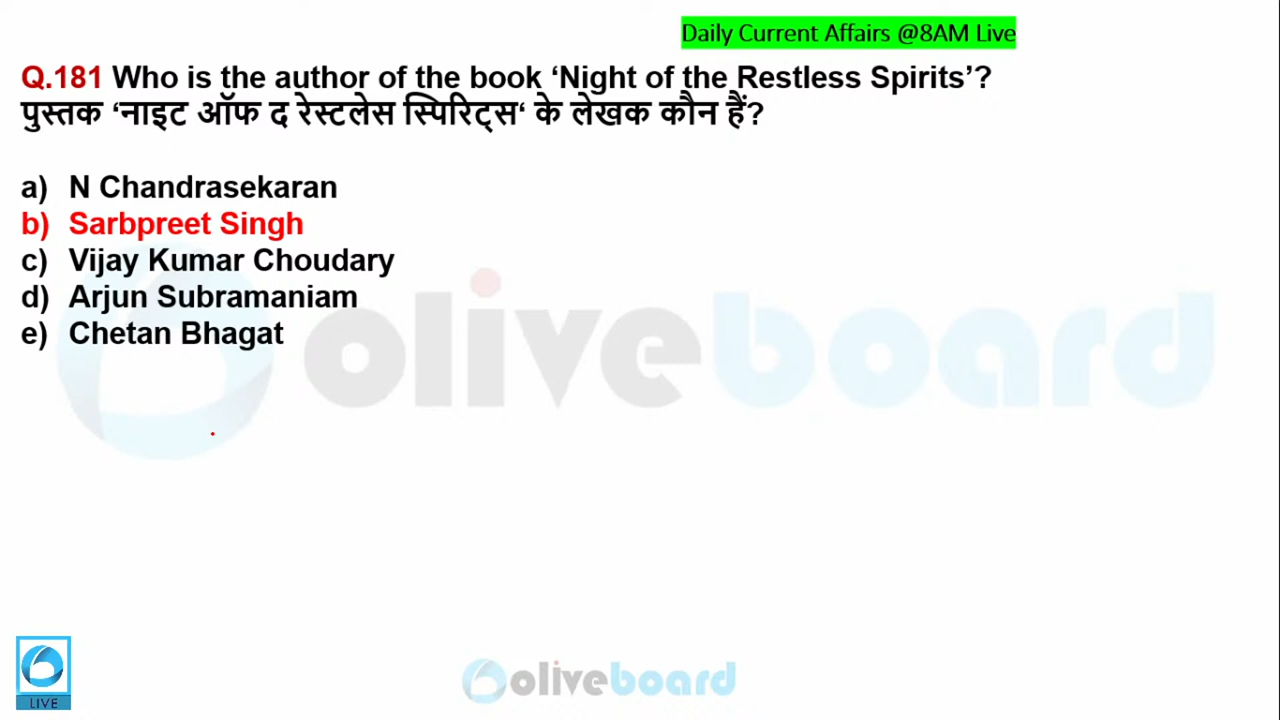 Daily Current Affairs @8AM Live
Q.181 Who is the author of the book ‘Night of the Restless Spirits’?
पुस्तक ‘नाइट ऑफ द रेस्टलेस स्पिरिट्स‘ के लेखक कौन हैं?
a) N Chandrasekaran
b) Sarbpreet Singh
c) Vijay Kumar Choudary
d) Arjun Subramaniam
e) Chetan Bhagat
oliveboard
LIVE
oliveboard